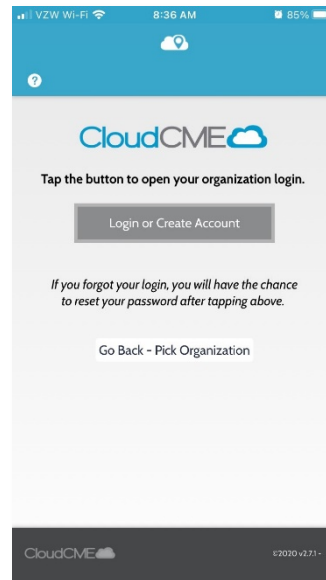 VZW Wi-Fi 8:36 AM 85%
?
CloudCME
Tap the button to open your organization login.
Login or Create Account
If you forgot your login, you will have the chance
to reset your password after tapping above.
Go Back - Pick Organization
CloudCME ©2020 v2.7.1 -